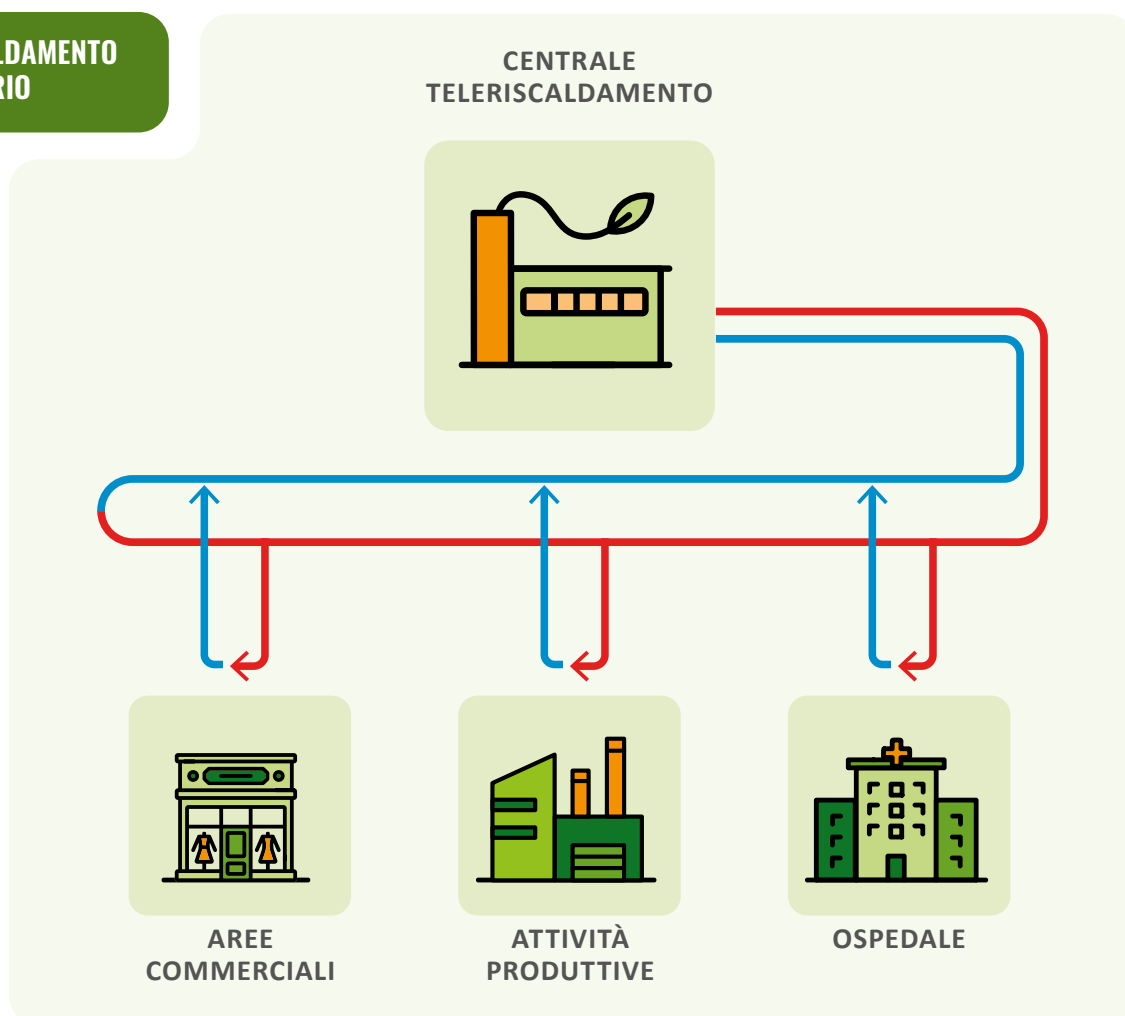 LDAMENTO
RIO
CENTRALE
TELERISCALDAMENTO
AREE
COMMERCIALI
ATTIVITÀ
PRODUTTIVE
OSPEDALE